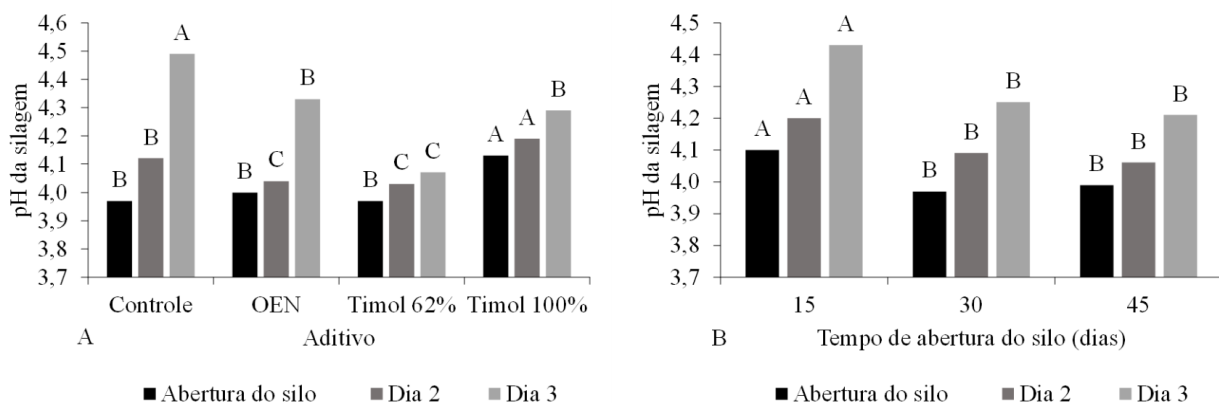 4,6
4,5
4,4
4,3
4,2
4,1
4,0
3,9
3,8
3,7
pH da silagem
B B A
B C B
B C C
A A B
Controle OEN Timol 62% Timol 100%
A Aditivo
Abertura do silo Dia 2 Dia 3
4,5
4,4
4,3
4,2
4,1
4,0
3,9
3,8
3,7
pH da silagem
A A A
B B B
B B B
15 30 45
B Tempo de abertura do silo (dias)
Abertura do silo Dia 2 Dia 3